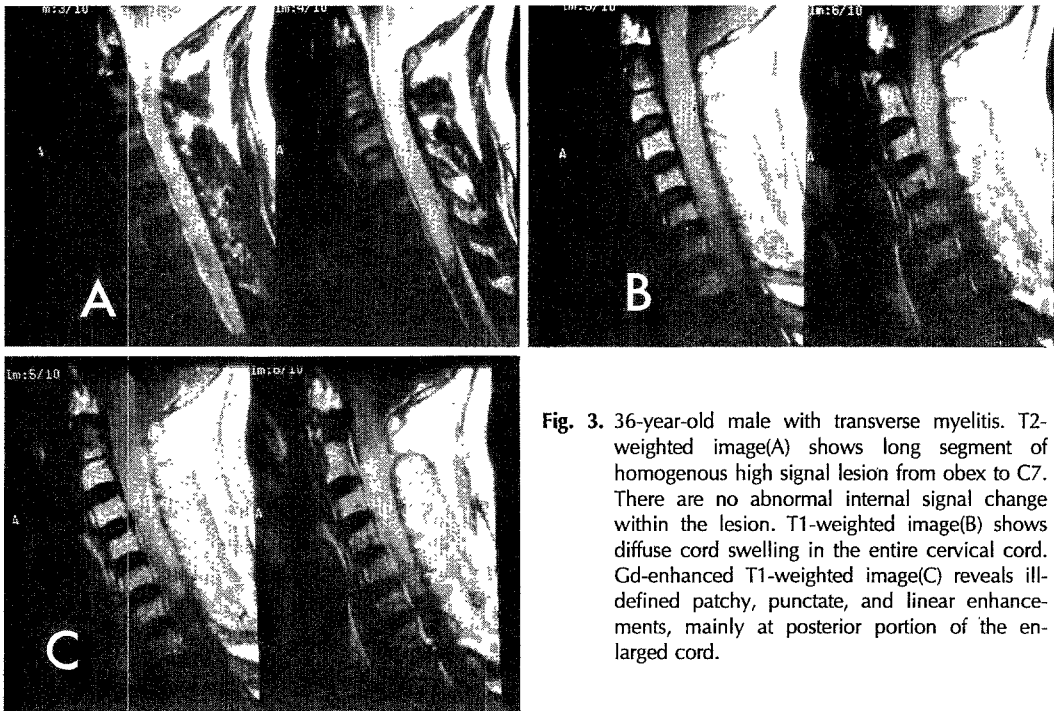 m:3/10
Im:4/10
Im:5/10
Im:6/10
A
A
A
A
A
B
Im:5/10
Im:6/10
A
A
C
Fig. 3. 36-year-old male with transverse myelitis. T2-
weighted image(A) shows long segment of
homogenous high signal lesion from obex to C7.
There are no abnormal internal signal change
within the lesion. T1-weighted image(B) shows
diffuse cord swelling in the entire cervical cord.
Gd-enhanced T1-weighted image(C) reveals ill-
defined patchy, punctate, and linear enhance-
ments, mainly at posterior portion of the en-
larged cord.